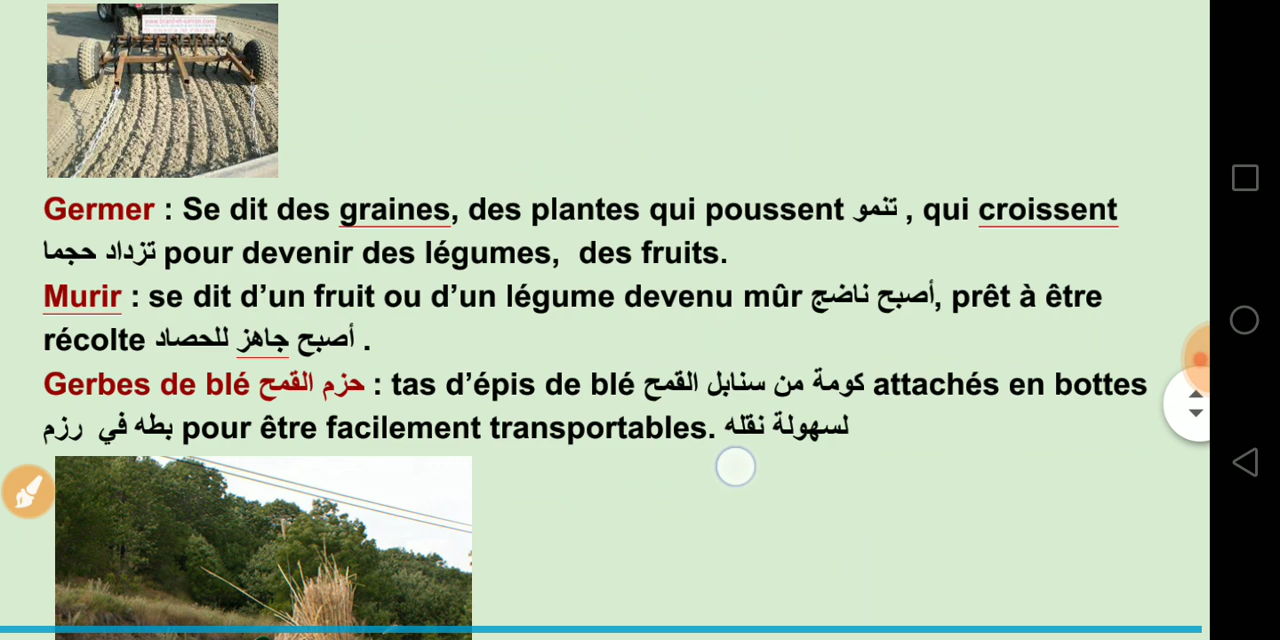 Germer : Se dit des graines, des plantes qui poussent تنمو , qui croissent
تزداد حجما pour devenir des légumes, des fruits.
Murir : se dit d’un fruit ou d’un légume devenu mûr أصبح ناضج, prêt à être
récolte أصبح جاهز للحصاد .
Gerbes de blé حزم القمح : tas d’épis de blé كومة من سنابل القمح attachés en bottes
بطه في رزم pour être facilement transportables. لسهولة نقله